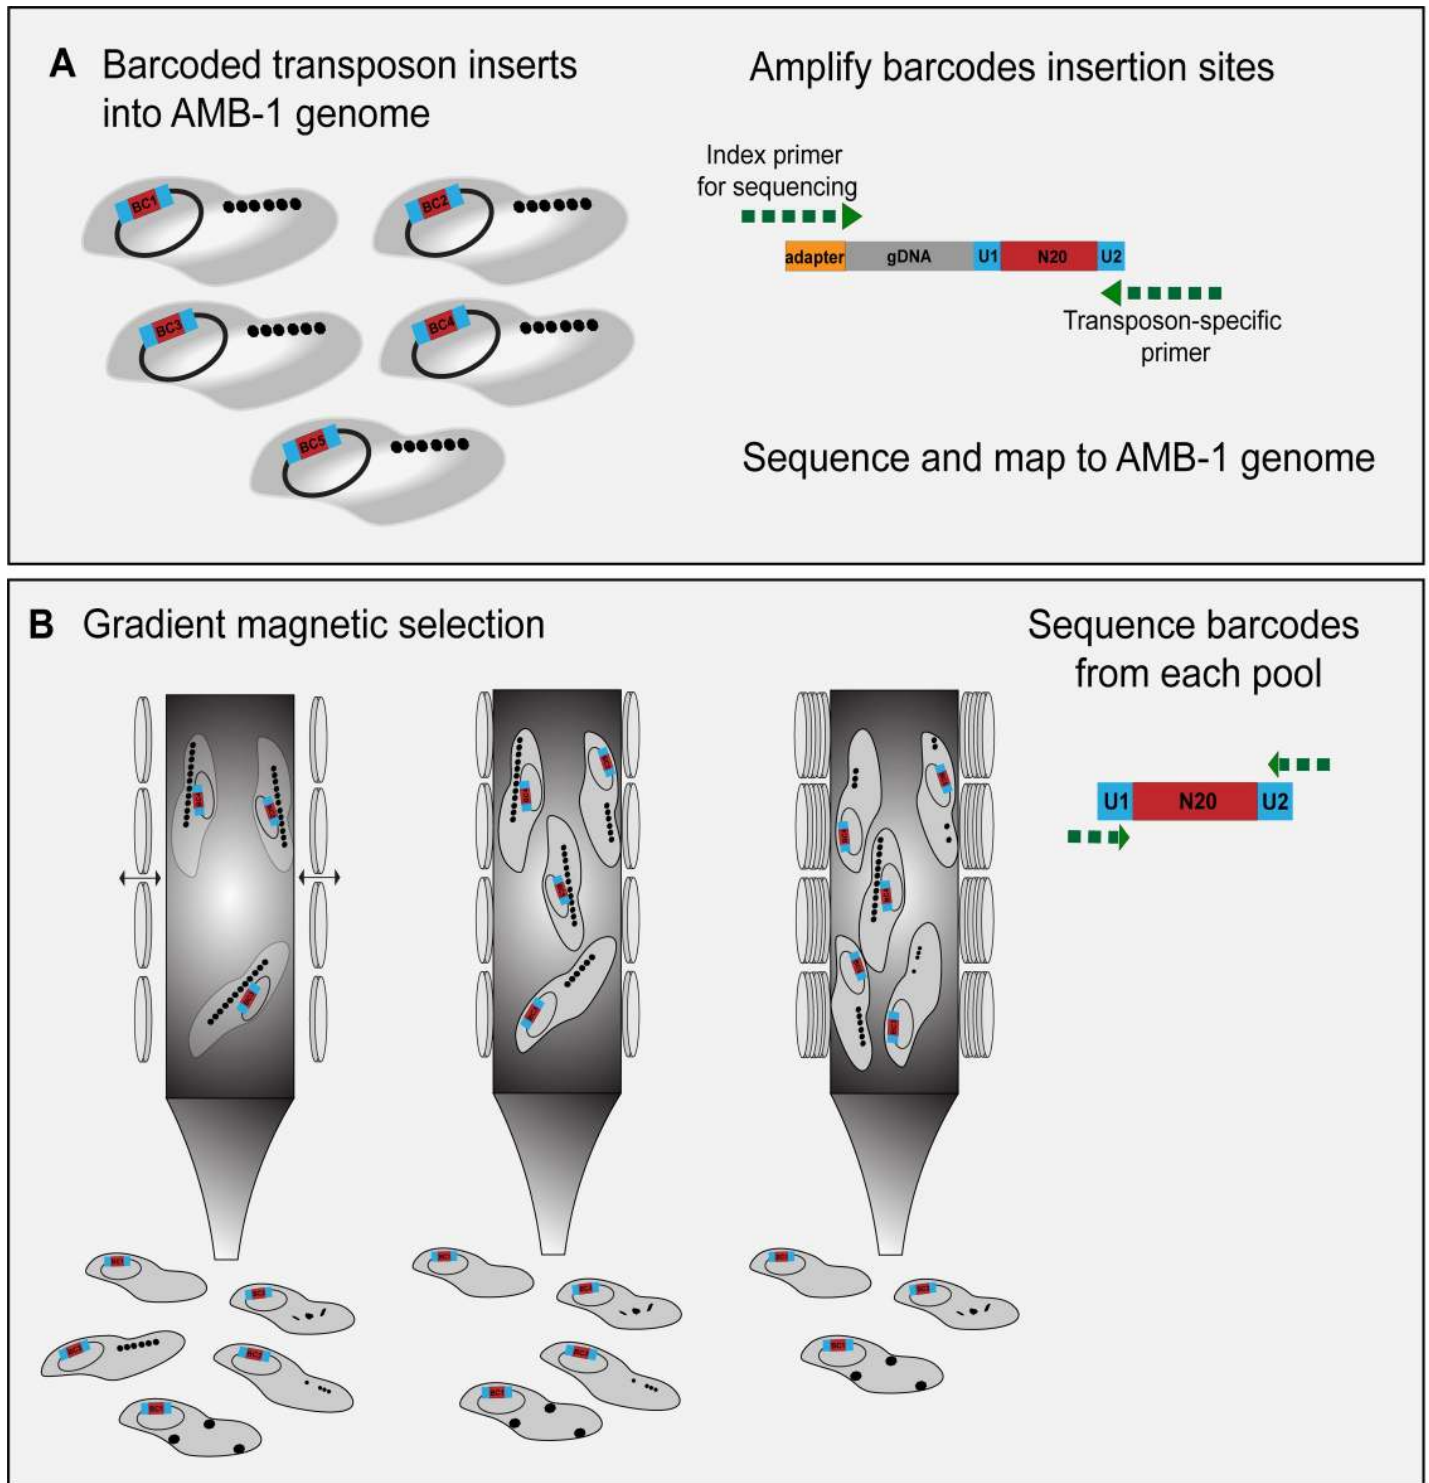 A Barcoded transposon inserts
into AMB-1 genome
BC1
BC2
BC3
BC4
BC5
Amplify barcodes insertion sites
Index primer
for sequencing
adapter gDNA U1 N20 U2
Transposon-specific
primer
Sequence and map to AMB-1 genome
B Gradient magnetic selection
Sequence barcodes
from each pool
U1 N20 U2